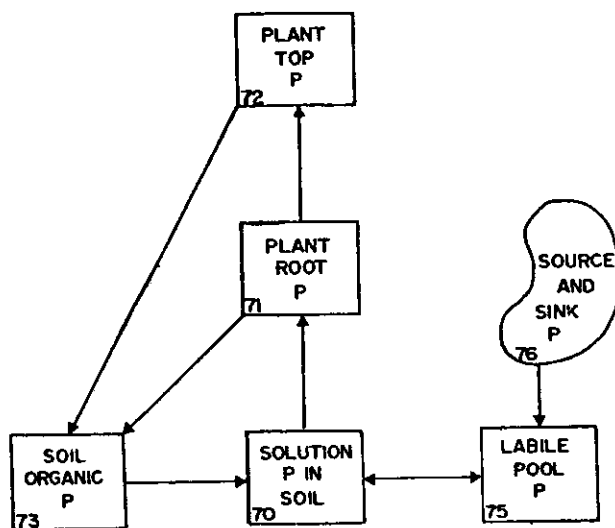 PLANT
TOP
P
72
PLANT
ROOT
P
71
SOURCE
AND
SINK
P
76
SOIL
ORGANIC
P
73
SOLUTION
P IN
SOIL
70
LABILE
POOL
P
75